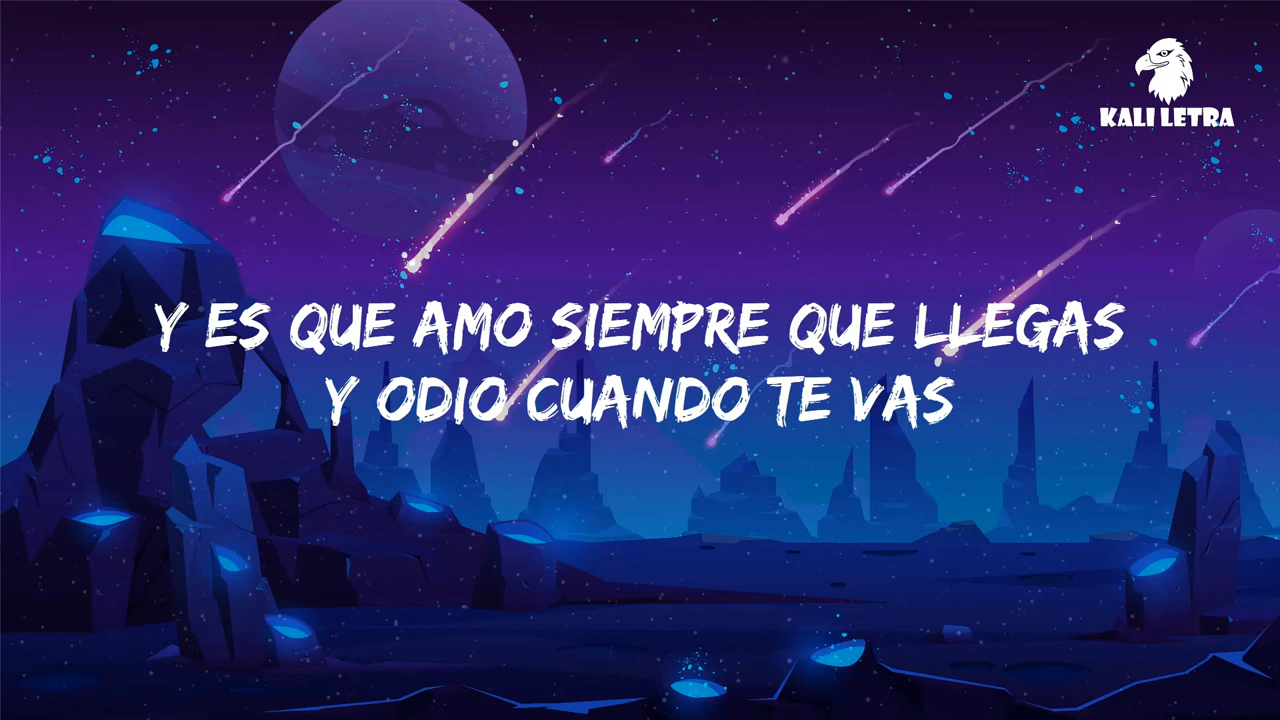 KALI LETRA
Y ES QUE AMO SIEMPRE QUE LLEGAS
Y ODIO CUANDO TE VAS